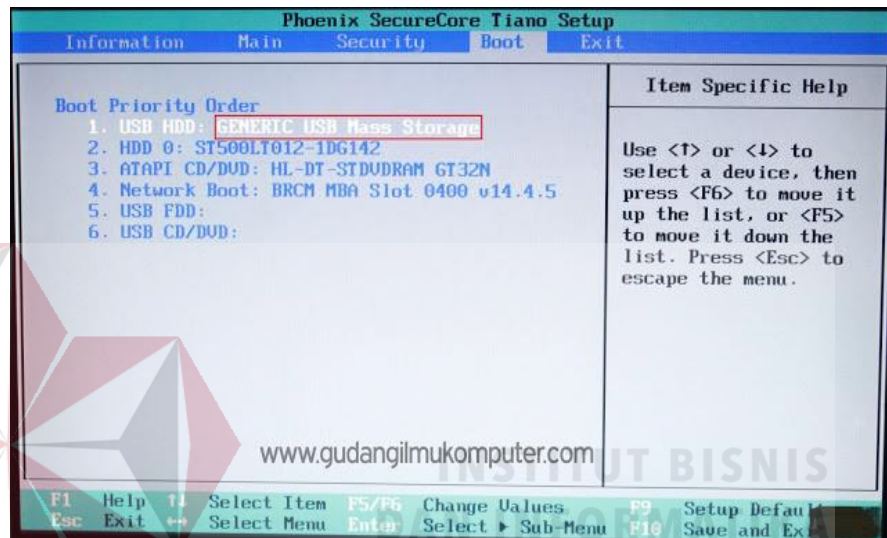 Phoenix SecureCore Tiano Setup
Information Main Security Boot Exit
Boot Priority Order
1. USB HDD: GENERIC USB Mass Storage
2. HDD 0: ST500LT012-1DG142
3. ATAPI CD/DVD: HL-DT-STDVDRAM GT32N
4. Network Boot: BRCM MBA Slot 0400 v14.4.5
5. USB FDD:
6. USB CD/DVD:
Item Specific Help
Use <↑> or <↓> to
select a device, then
press <F6> to move it
up the list, or <F5>
to move it down the
list. Press <Esc> to
escape the menu.
www.gudangilmukomputer.com
INSTITUT BISNIS
F1 Help ↑↓ Select Item F5/F6 Change Values F9 Setup Default
Esc Exit ↔ Select Menu Enter Select ▶ Sub-Menu F10 Save and Ex